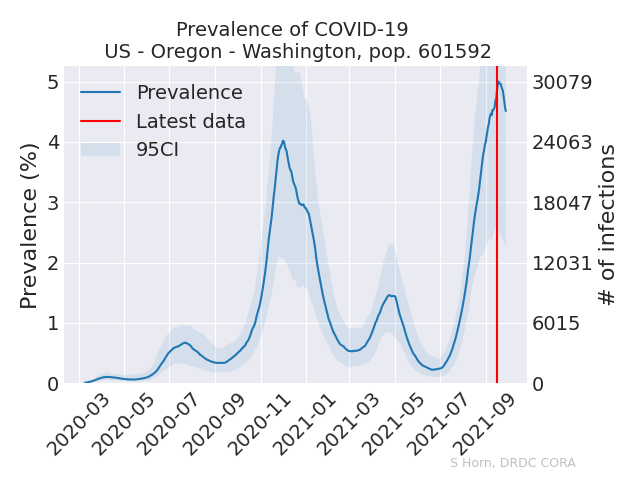 Prevalence of COVID-19
US - Oregon - Washington, pop. 601592
Prevalence
Latest data
95CI
Prevalence (%)
5
4
3
2
1
0
30079
24063
18047
12031
6015
0
# of infections
2020-03
2020-05
2020-07
2020-09
2020-11
2021-01
2021-03
2021-05
2021-07
2021-09
S Horn, DRDC CORA